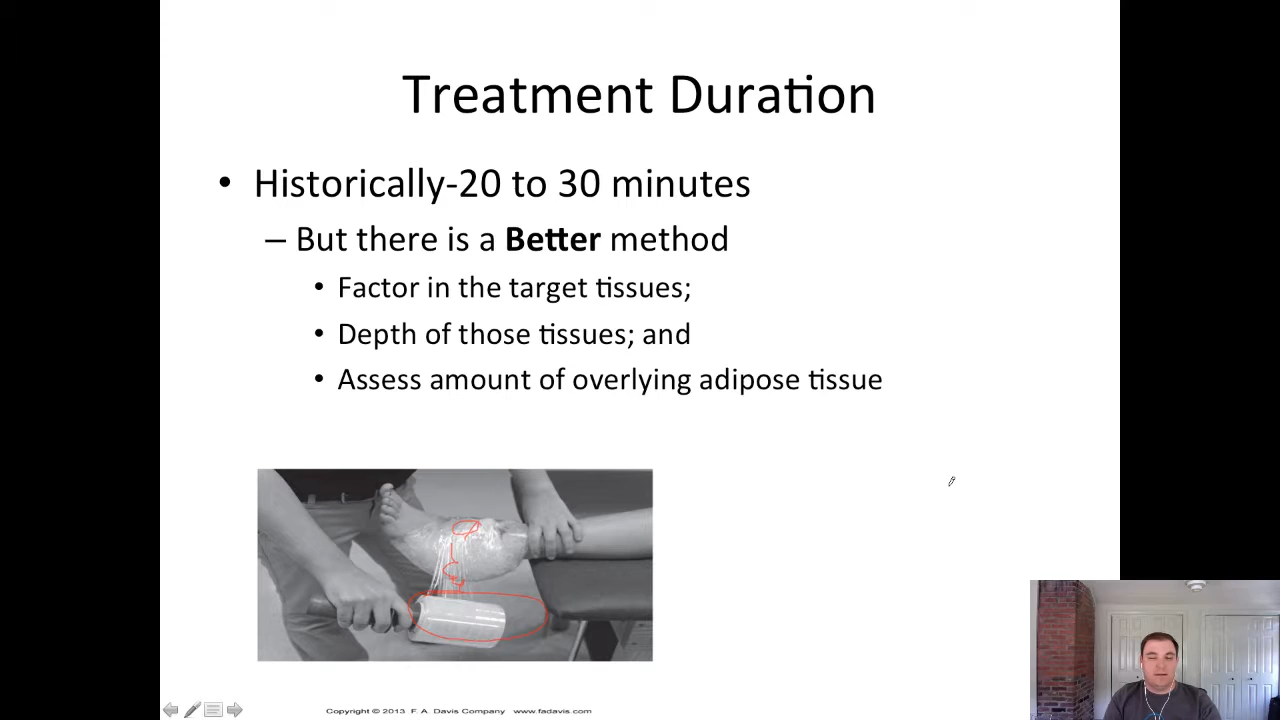 Treatment Duration
• Historically-20 to 30 minutes
– But there is a Better method
• Factor in the target tissues;
• Depth of those tissues; and
• Assess amount of overlying adipose tissue
Copyright © 2013 F. A. Davis Company www.fadavis.com